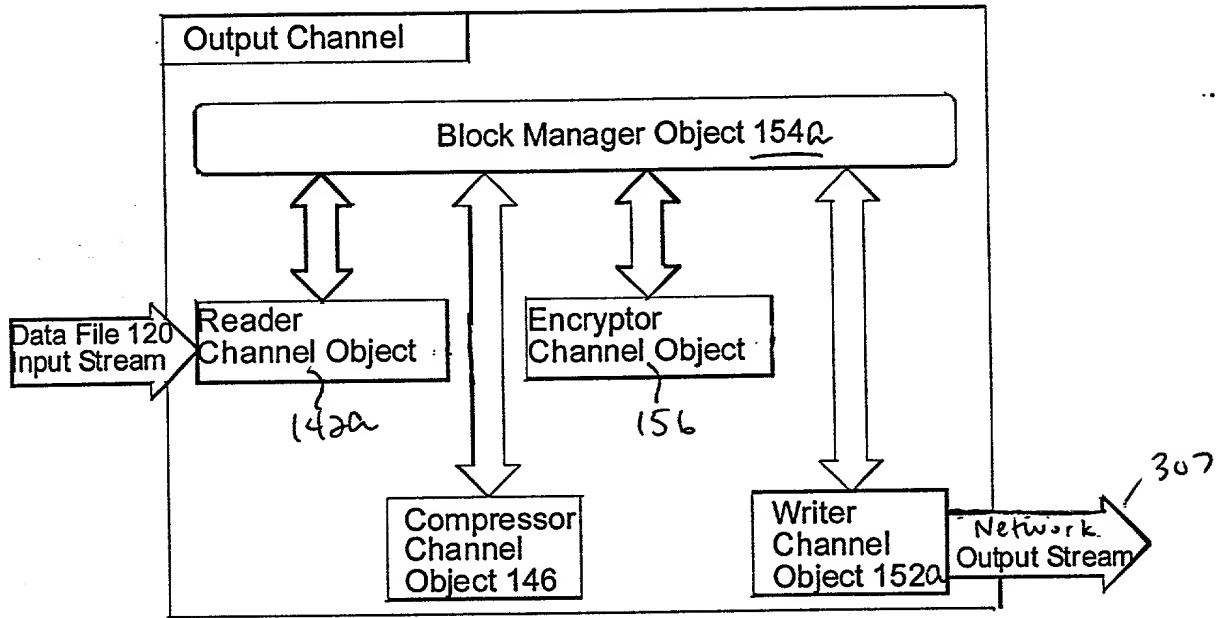 Output Channel
Block Manager Object 154a
Data File 120
Input Stream
Reader
Channel Object
142a
Encryptor
Channel Object
156
Compressor
Channel
Object 146
Writer
Channel
Object 152a
Network
Output Stream
307